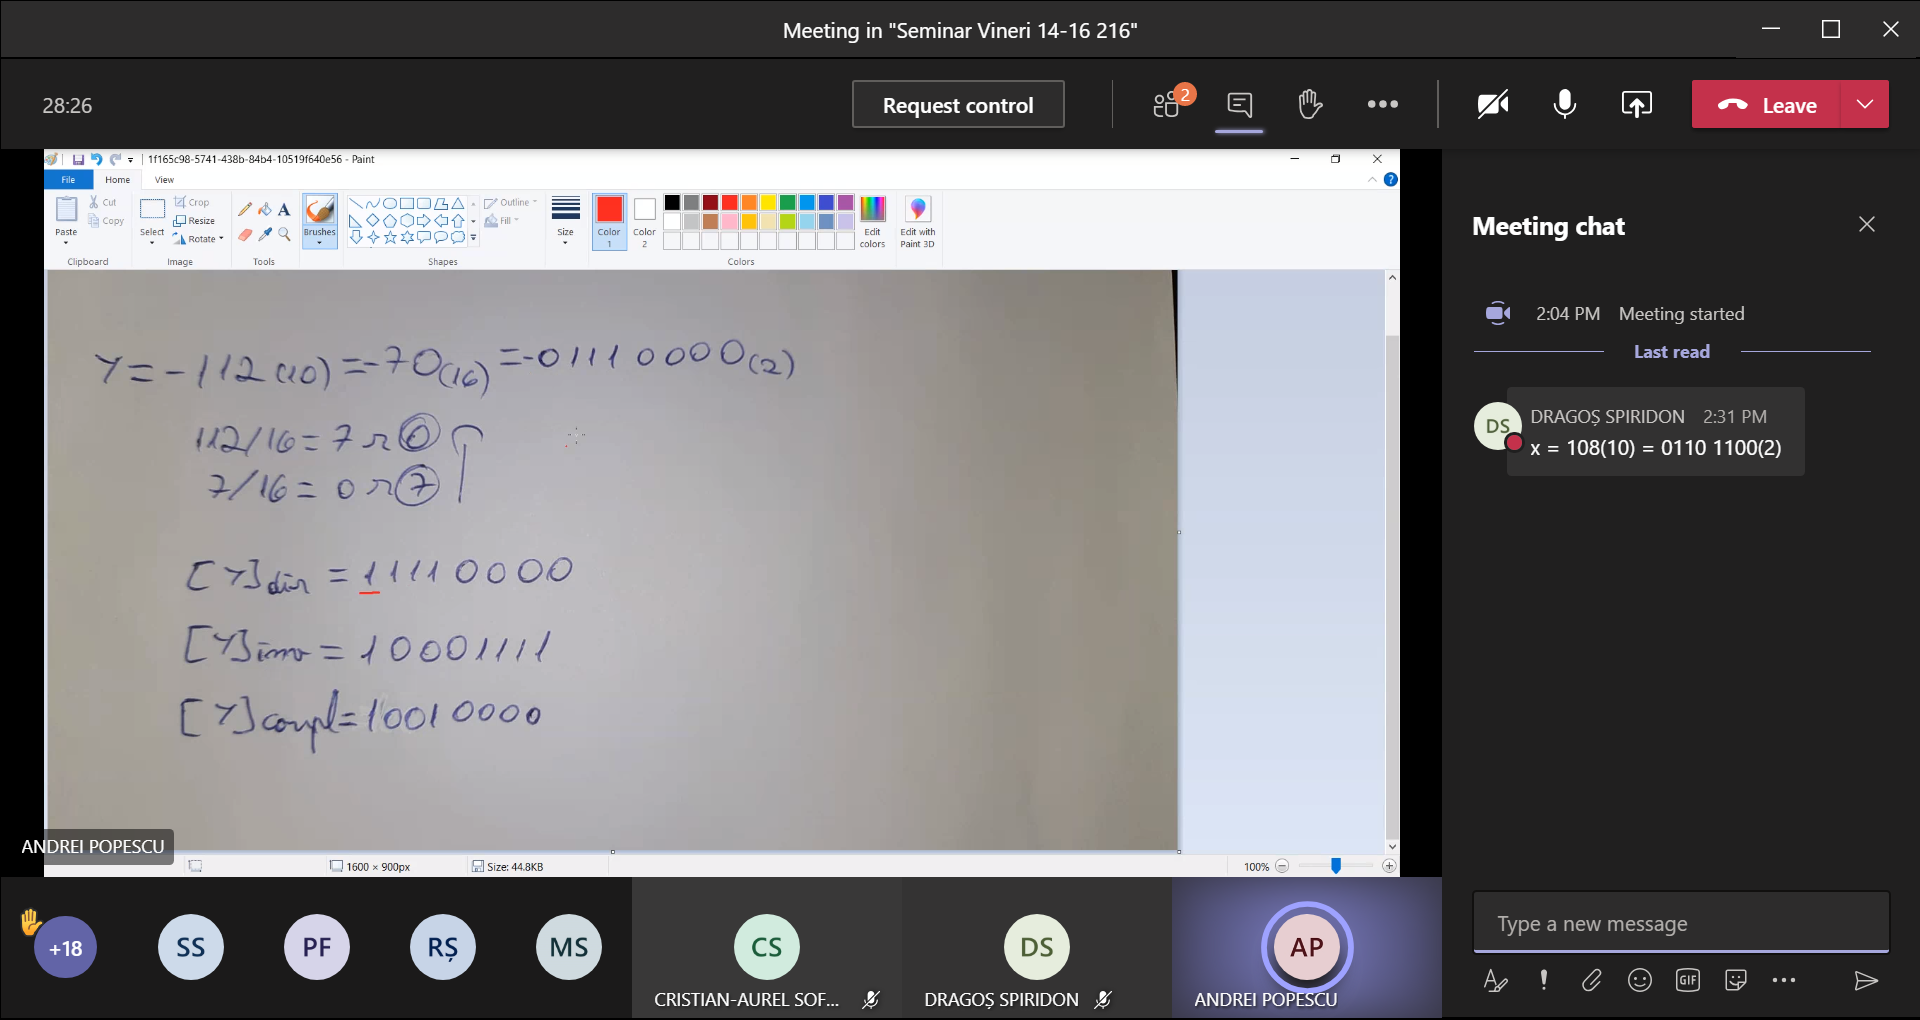 Meeting in "Seminar Vineri 14-16 216"
28:26
Request control
2
Leave
1f165c98-5741-438b-84b4-10519f640e56 - Paint
File
Home
View
Paste
Cut
Copy
Clipboard
Select
Crop
Resize
Rotate
Image
Tools
Brushes
Shapes
Outline
Fill
Size
Color 1
Color 2
Edit colors
Edit with Paint 3D
Colors
Y = -112(10) = -70(16) = -01110000(2)
112/16 = 7 r 0
7/16 = 0 r 7
[Y]dir = 11110000
[Y]inv = 10001111
[Y]compl = 10010000
ANDREI POPESCU
1600 × 900px
Size: 44.8KB
100%
+18
SS
PF
RȘ
MS
CS
CRISTIAN-AUREL SOF...
DS
DRAGOȘ SPIRIDON
AP
ANDREI POPESCU
Meeting chat
2:04 PM Meeting started
Last read
DS
DRAGOȘ SPIRIDON 2:31 PM
x = 108(10) = 0110 1100(2)
Type a new message
GIF